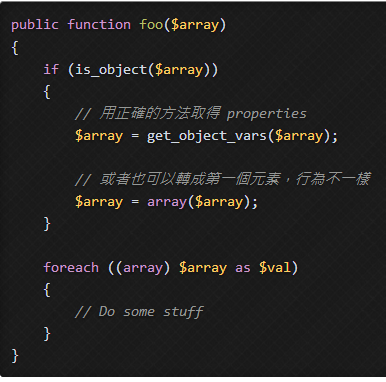 public function foo($array)
{
    if (is_object($array))
    {
        // 用正確的方法取得 properties
        $array = get_object_vars($array);

        // 或者也可以轉成第一個元素，行為不一樣
        $array = array($array);
    }

    foreach ((array) $array as $val)
    {
        // Do some stuff
    }
}